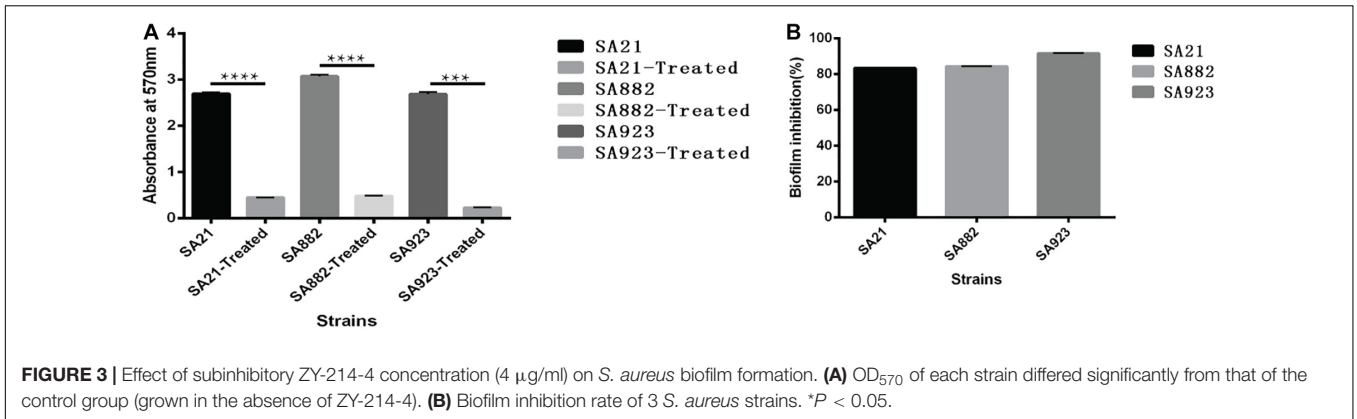 A
Absorbance at 570nm
4
3
2
1
0
****
****
***
SA21
SA21-Treated
SA882
SA882-Treated
SA923
SA923-Treated
Strains
SA21
SA21-Treated
SA882
SA882-Treated
SA923
SA923-Treated
B
Biofilm inhibition(%)
100
80
60
40
20
0
SA21
SA882
SA923
Strains
SA21
SA882
SA923
FIGURE 3 | Effect of subinhibitory ZY-214-4 concentration (4 μg/ml) on S. aureus biofilm formation. (A) OD570 of each strain differed significantly from that of the
control group (grown in the absence of ZY-214-4). (B) Biofilm inhibition rate of 3 S. aureus strains. *P < 0.05.